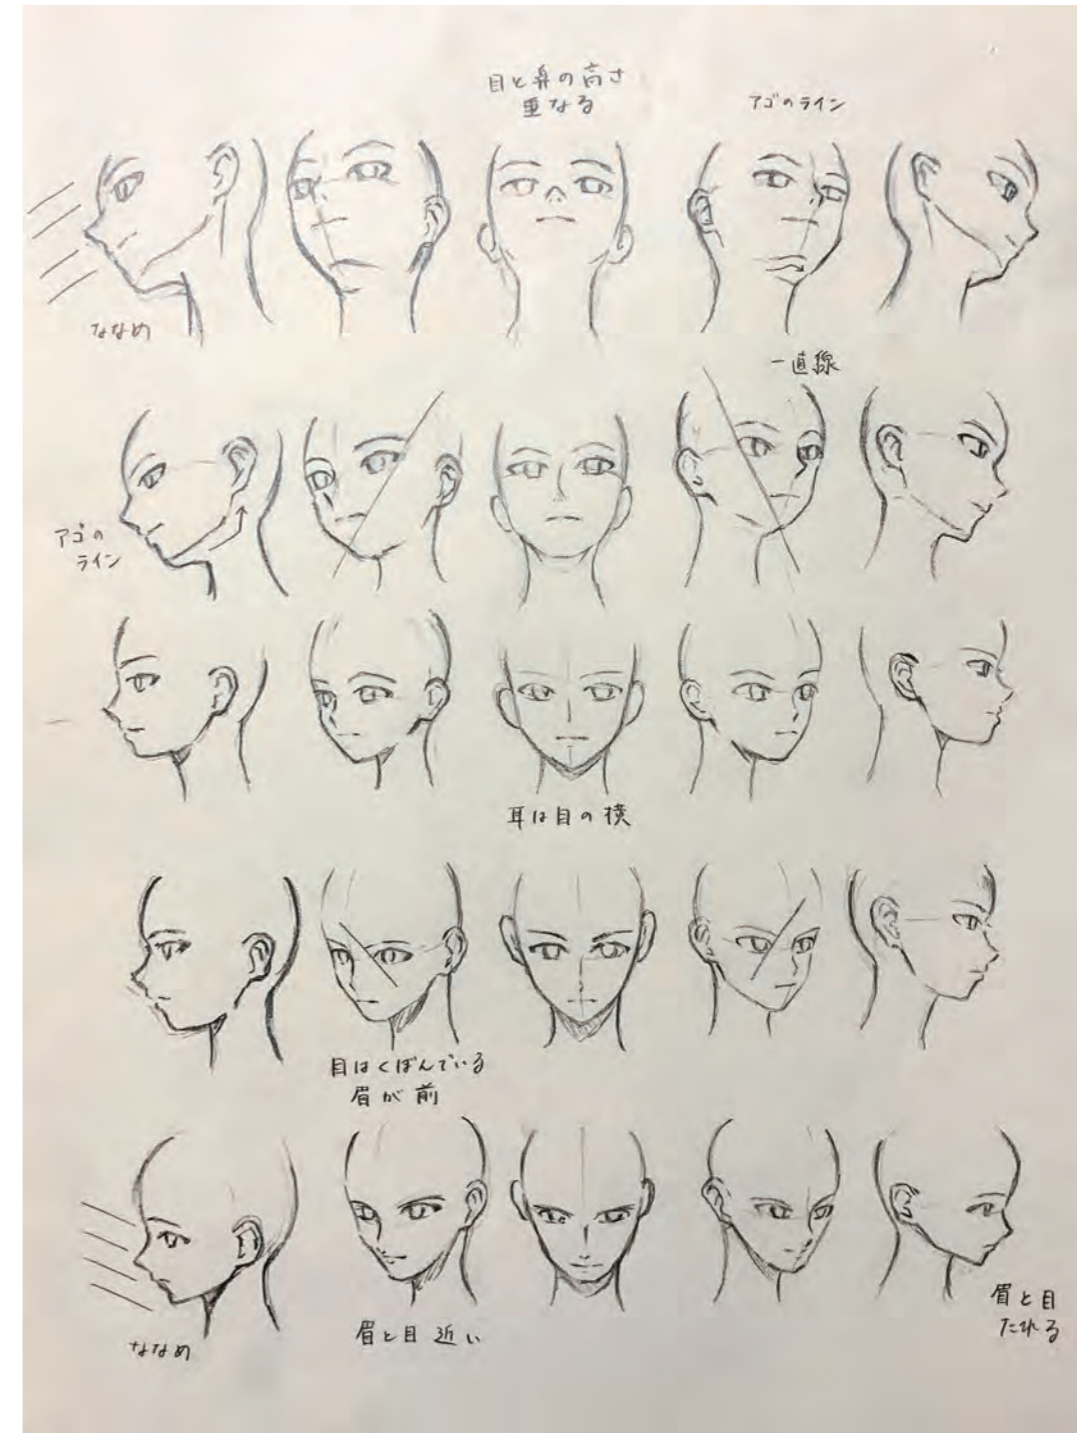 目と鼻の高さ
重なる
アゴのライン
ななめ
一直線
アゴの
ライン
耳は目の横
目はくぼんでいる
眉が前
眉と目
たれる
眉と目近い
ななめ